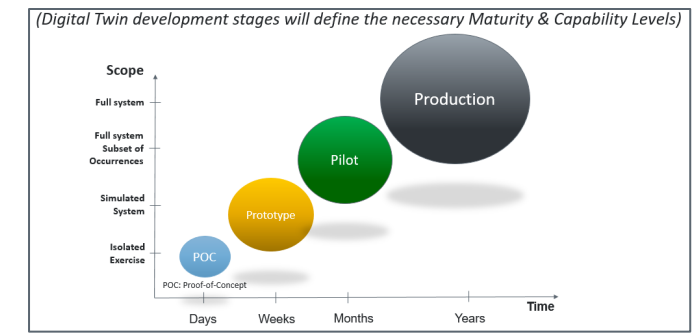 (Digital Twin development stages will define the necessary Maturity & Capability Levels)
Scope
Full system
Production
Full system
Subset of
Occurrences
Pilot
Simulated
System
Prototype
Isolated
Exercise
POC
POC: Proof-of-Concept
Time
Days
Weeks
Months
Years